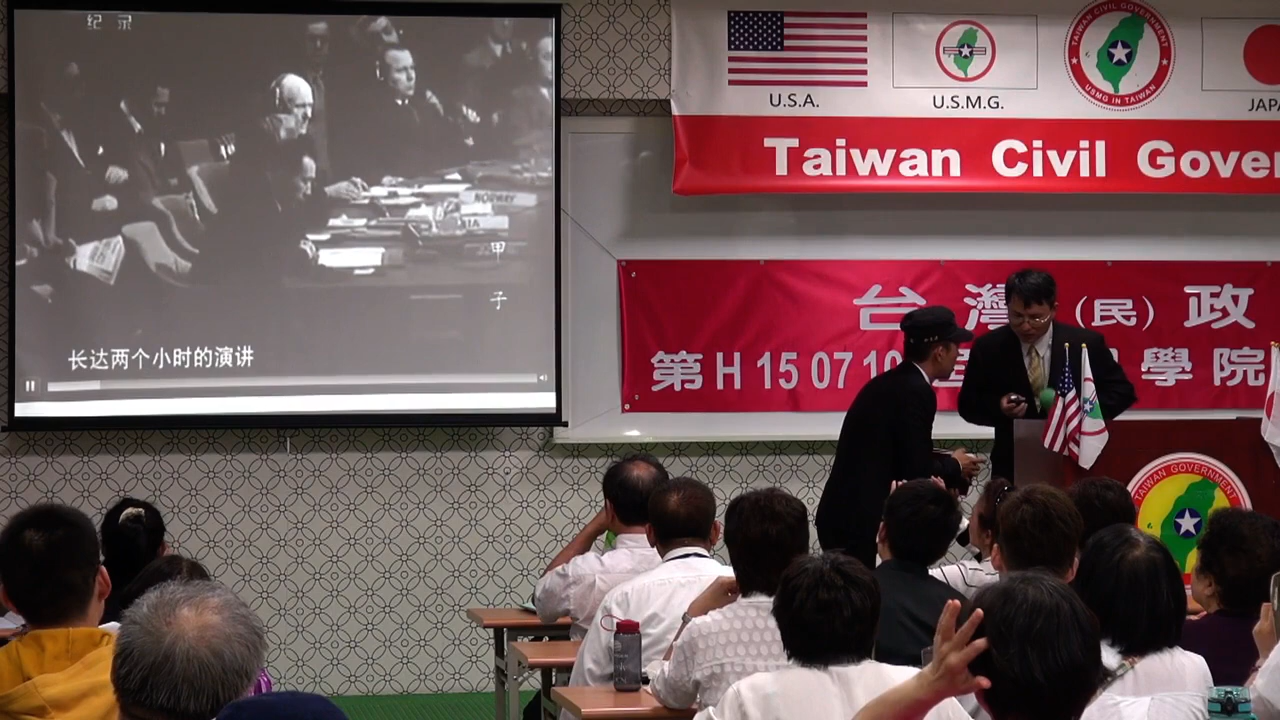 纪 录
NORWAY
甲
子
长达两个小时的演讲
U.S.A.
U.S.M.G.
TAIWAN CIVIL GOVERNMENT
USMG IN TAIWAN
JAPA
Taiwan Civil Gover
台 灣 (民) 政
第 H 15 07 10
學 院
TAIWAN GOVERNMENT